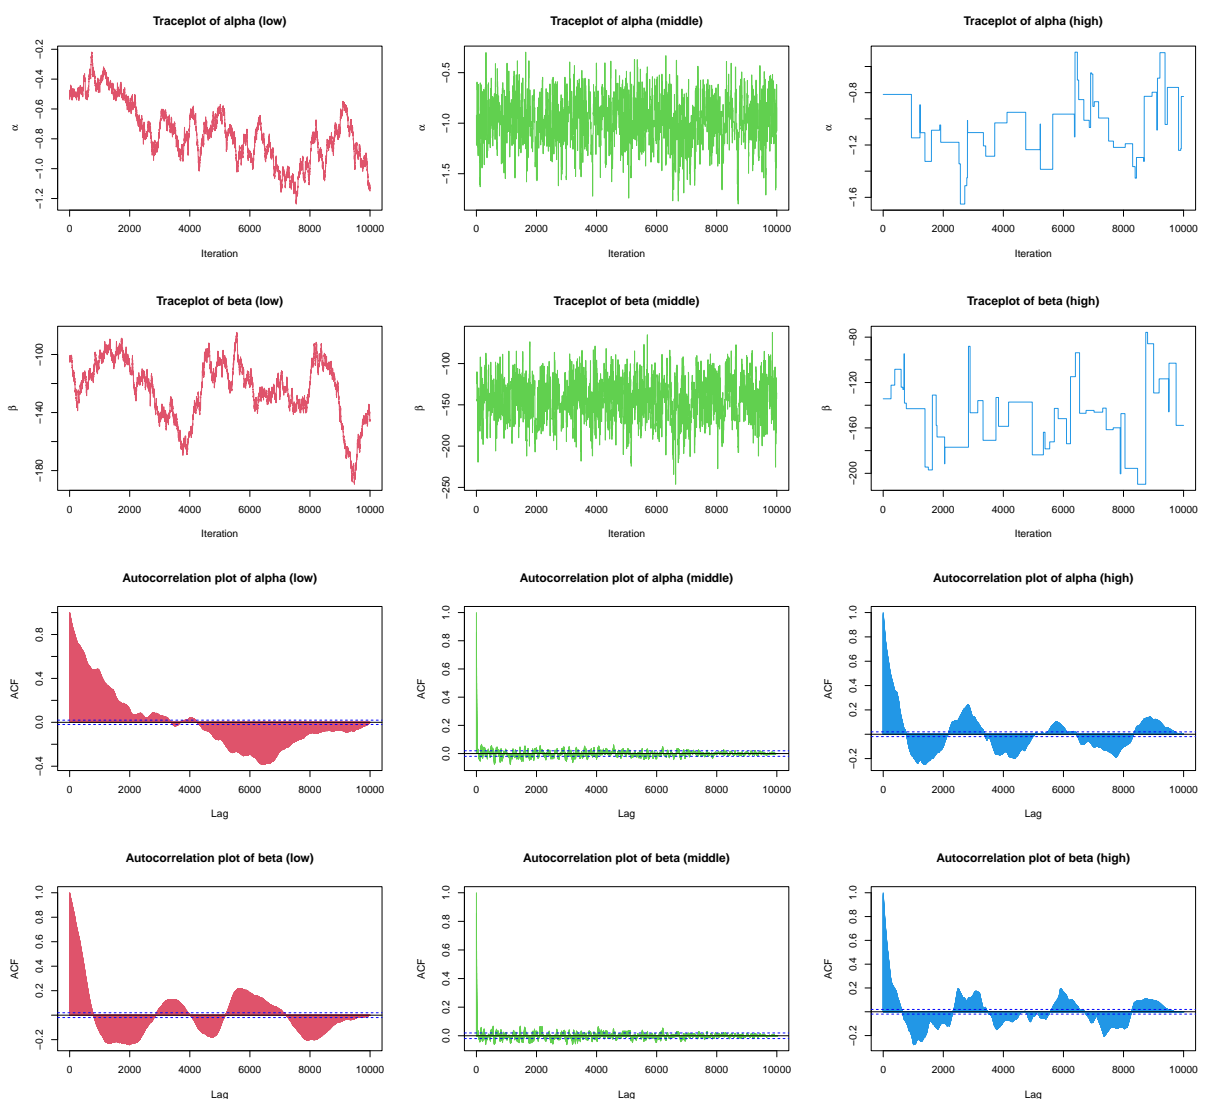 Traceplot of alpha (low)
α
−0.2
−0.4
−0.6
−0.8
−1.0
−1.2
0 2000 4000 6000 8000 10000
Iteration
Traceplot of alpha (middle)
α
−0.5
−1.0
−1.5
0 2000 4000 6000 8000 10000
Iteration
Traceplot of alpha (high)
α
−0.8
−1.2
−1.6
0 2000 4000 6000 8000 10000
Iteration
Traceplot of beta (low)
β
−100
−140
−180
0 2000 4000 6000 8000 10000
Iteration
Traceplot of beta (middle)
β
−100
−150
−200
−250
0 2000 4000 6000 8000 10000
Iteration
Traceplot of beta (high)
β
−80
−120
−160
−200
0 2000 4000 6000 8000 10000
Iteration
Autocorrelation plot of alpha (low)
ACF
0.8
0.4
0.0
−0.4
0 2000 4000 6000 8000 10000
Lag
Autocorrelation plot of alpha (middle)
ACF
1.0
0.8
0.6
0.4
0.2
0.0
0 2000 4000 6000 8000 10000
Lag
Autocorrelation plot of alpha (high)
ACF
1.0
0.8
0.6
0.4
0.2
−0.2
0 2000 4000 6000 8000 10000
Lag
Autocorrelation plot of beta (low)
ACF
1.0
0.8
0.6
0.4
0.2
−0.2
0 2000 4000 6000 8000 10000
Lag
Autocorrelation plot of beta (middle)
ACF
1.0
0.8
0.6
0.4
0.2
0.0
0 2000 4000 6000 8000 10000
Lag
Autocorrelation plot of beta (high)
ACF
1.0
0.8
0.6
0.4
0.2
−0.2
0 2000 4000 6000 8000 10000
Lag